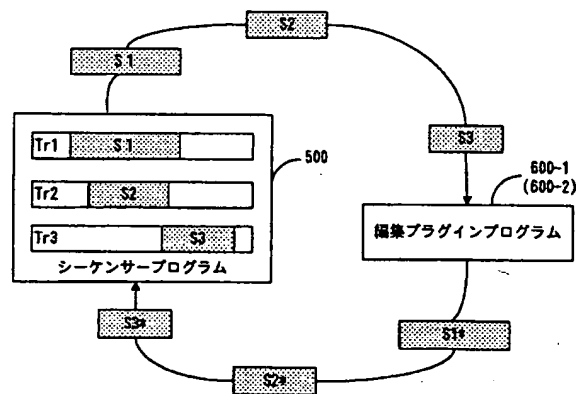 S2
S1
S3
Tr1 S1
500
600-1
(600-2)
Tr2 S2
編集プラグインプログラム
Tr3 S3
シーケンサープログラム
S3*
S1*
S2*